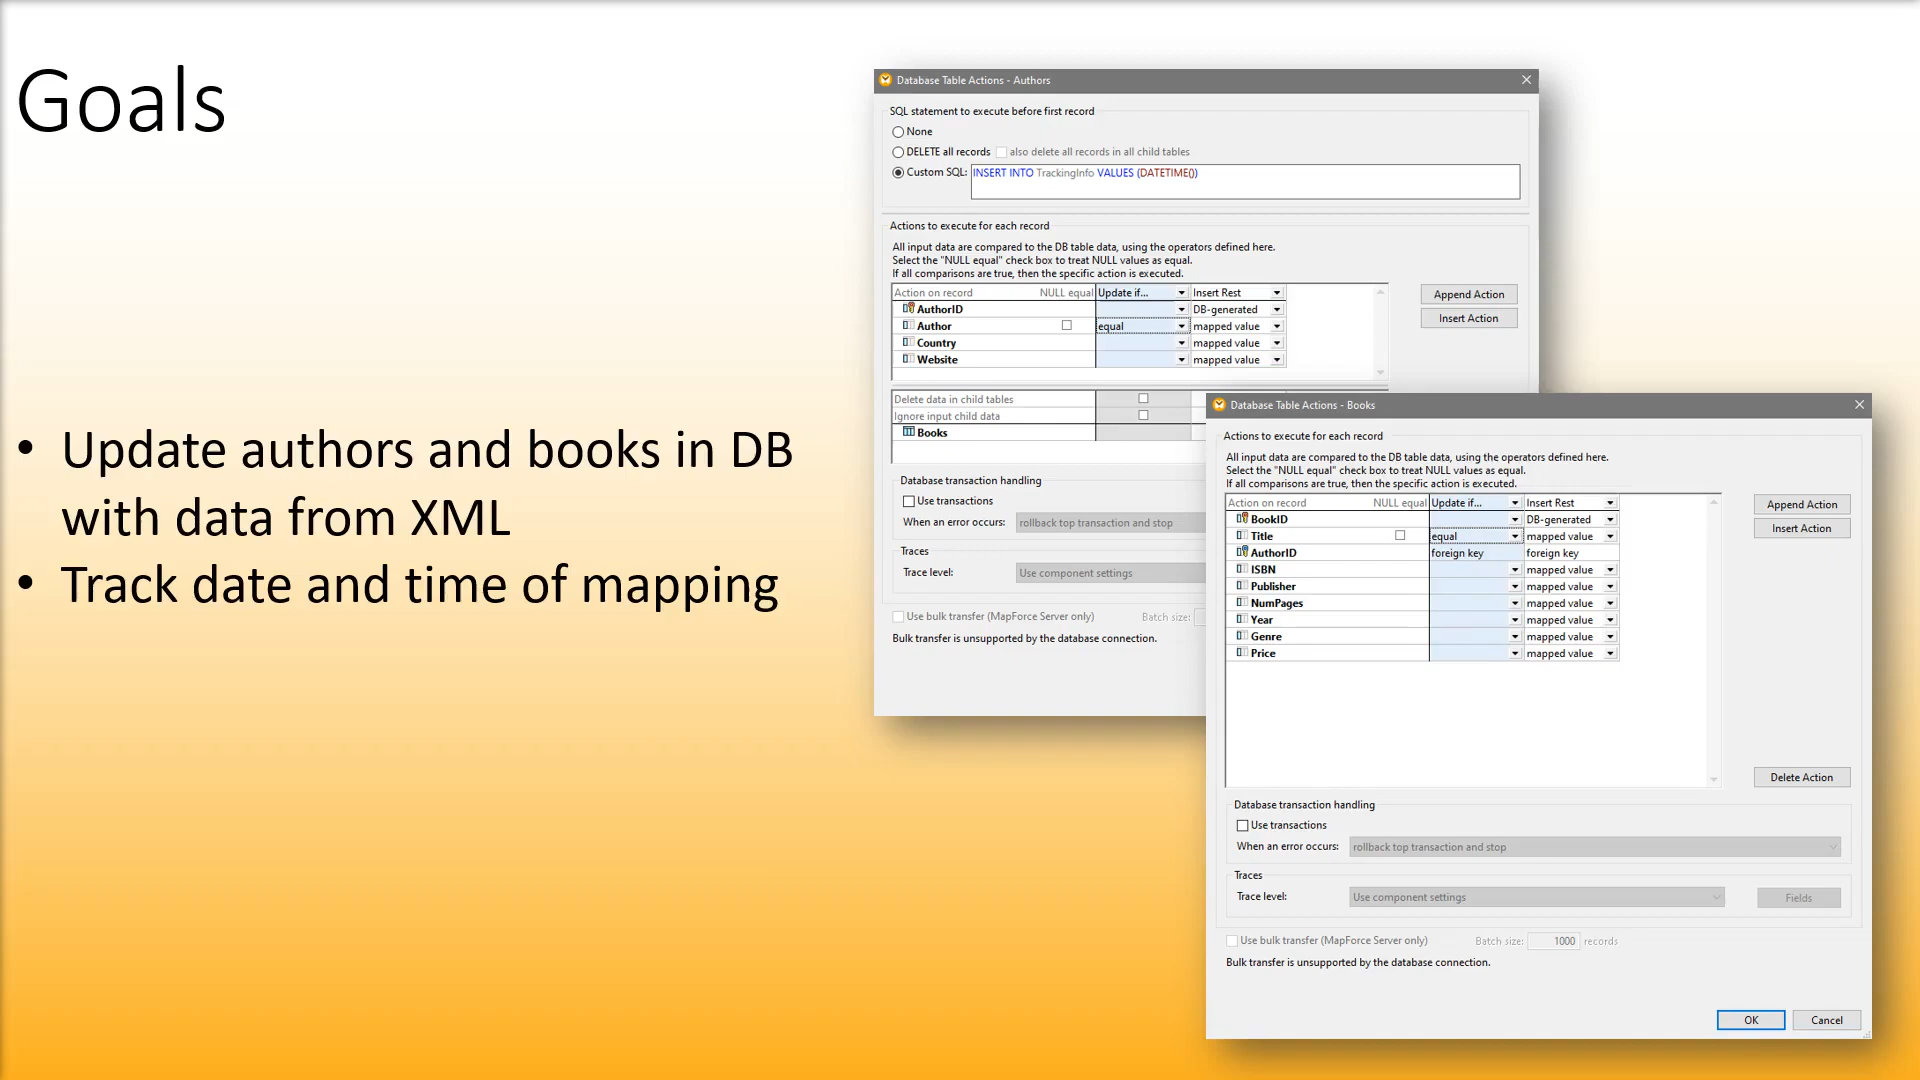 Goals
• Update authors and books in DB
with data from XML
• Track date and time of mapping
Database Table Actions - Authors
SQL statement to execute before first record
None
DELETE all records also delete all records in all child tables
Custom SQL: INSERT INTO TrackingInfo VALUES (DATETIME())
Actions to execute for each record
All input data are compared to the DB table data, using the operators defined here.
Select the "NULL equal" check box to treat NULL values as equal.
If all comparisons are true, then the specific action is executed.
Action on record NULL equal Update if... Insert Rest
AuthorID DB-generated
Author equal mapped value
Country mapped value
Website mapped value
Append Action
Insert Action
Delete data in child tables
Ignore input child data
Books
Database transaction handling
Use transactions
When an error occurs: rollback top transaction and stop
Traces
Trace level: Use component settings
Use bulk transfer (MapForce Server only) Batch size:
Bulk transfer is unsupported by the database connection.
Database Table Actions - Books
Actions to execute for each record
All input data are compared to the DB table data, using the operators defined here.
Select the "NULL equal" check box to treat NULL values as equal.
If all comparisons are true, then the specific action is executed.
Action on record NULL equal Update if... Insert Rest
BookID DB-generated
Title equal mapped value
AuthorID foreign key foreign key
ISBN mapped value
Publisher mapped value
NumPages mapped value
Year mapped value
Genre mapped value
Price mapped value
Append Action
Insert Action
Delete Action
Database transaction handling
Use transactions
When an error occurs: rollback top transaction and stop
Traces
Trace level: Use component settings Fields
Use bulk transfer (MapForce Server only) Batch size: 1000 records
Bulk transfer is unsupported by the database connection.
OK Cancel